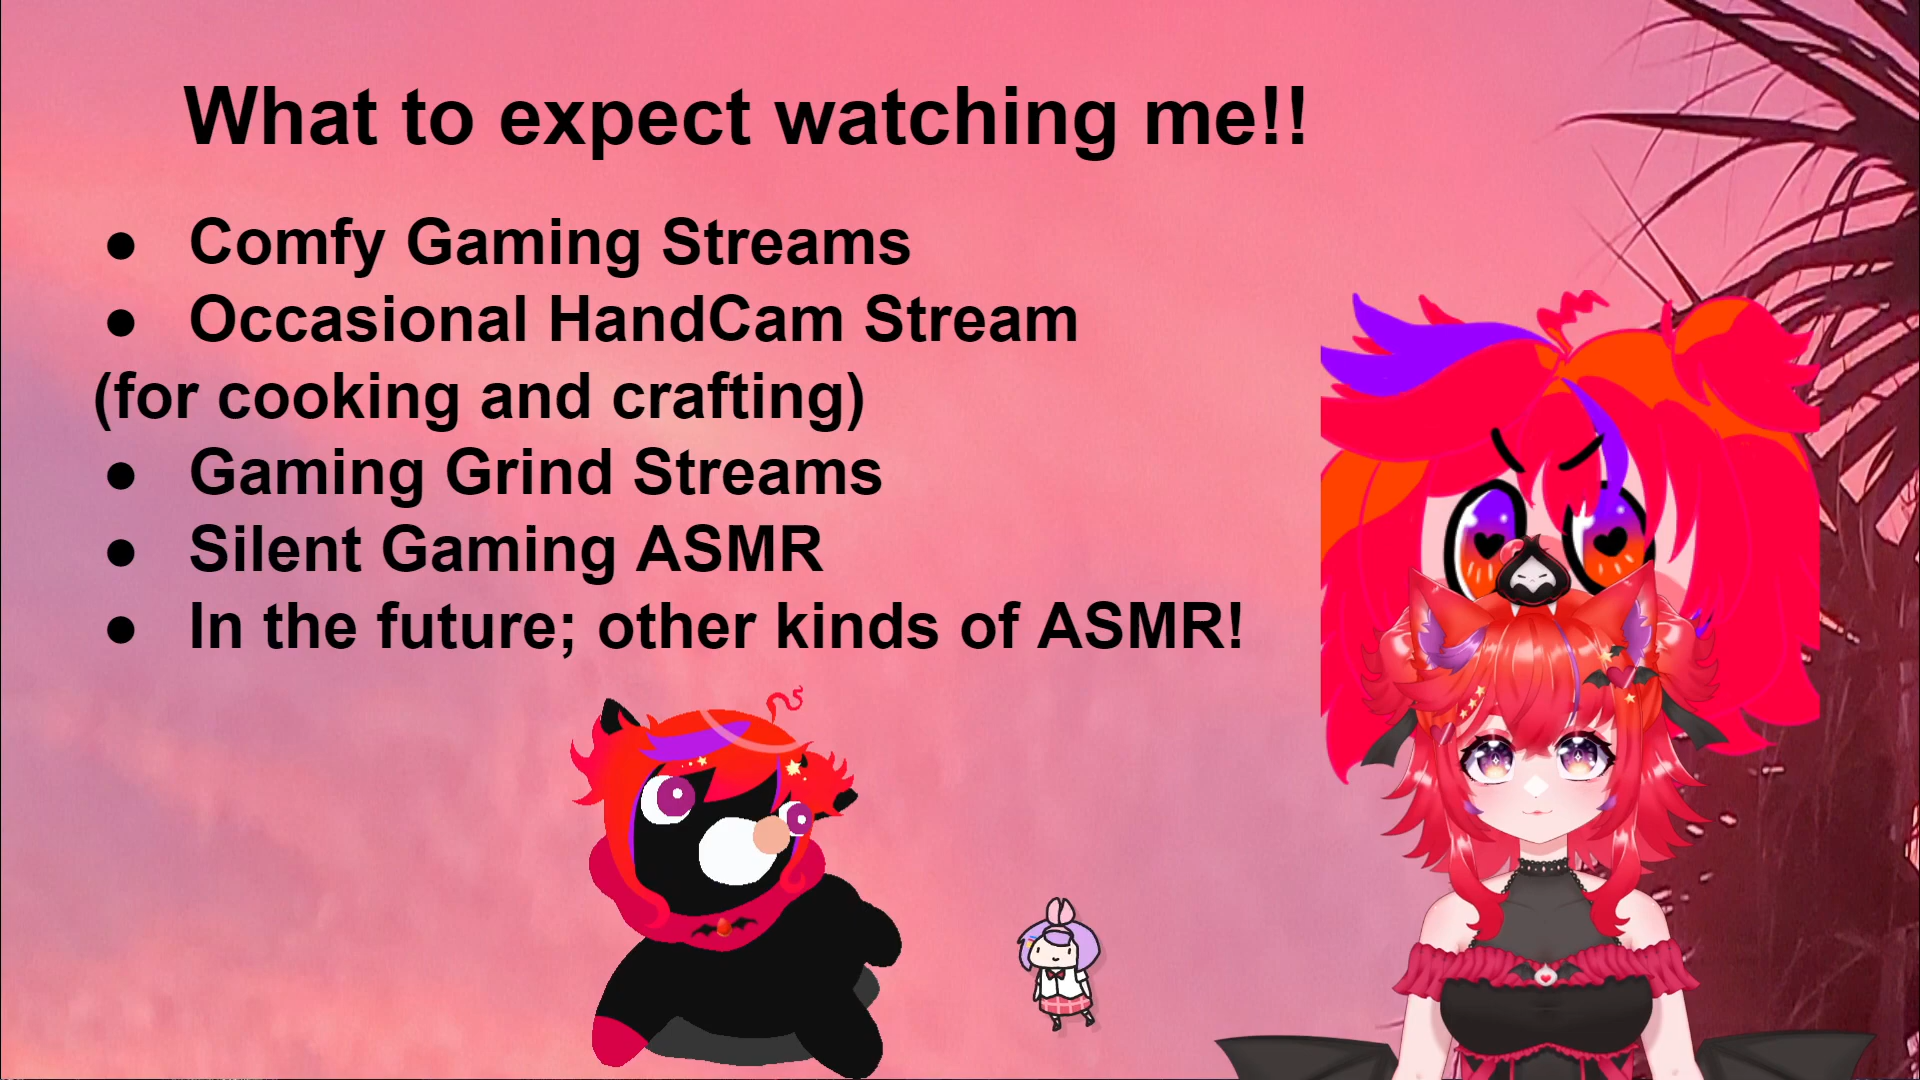 What to expect watching me!!
● Comfy Gaming Streams
● Occasional HandCam Stream
(for cooking and crafting)
● Gaming Grind Streams
● Silent Gaming ASMR
● In the future; other kinds of ASMR!